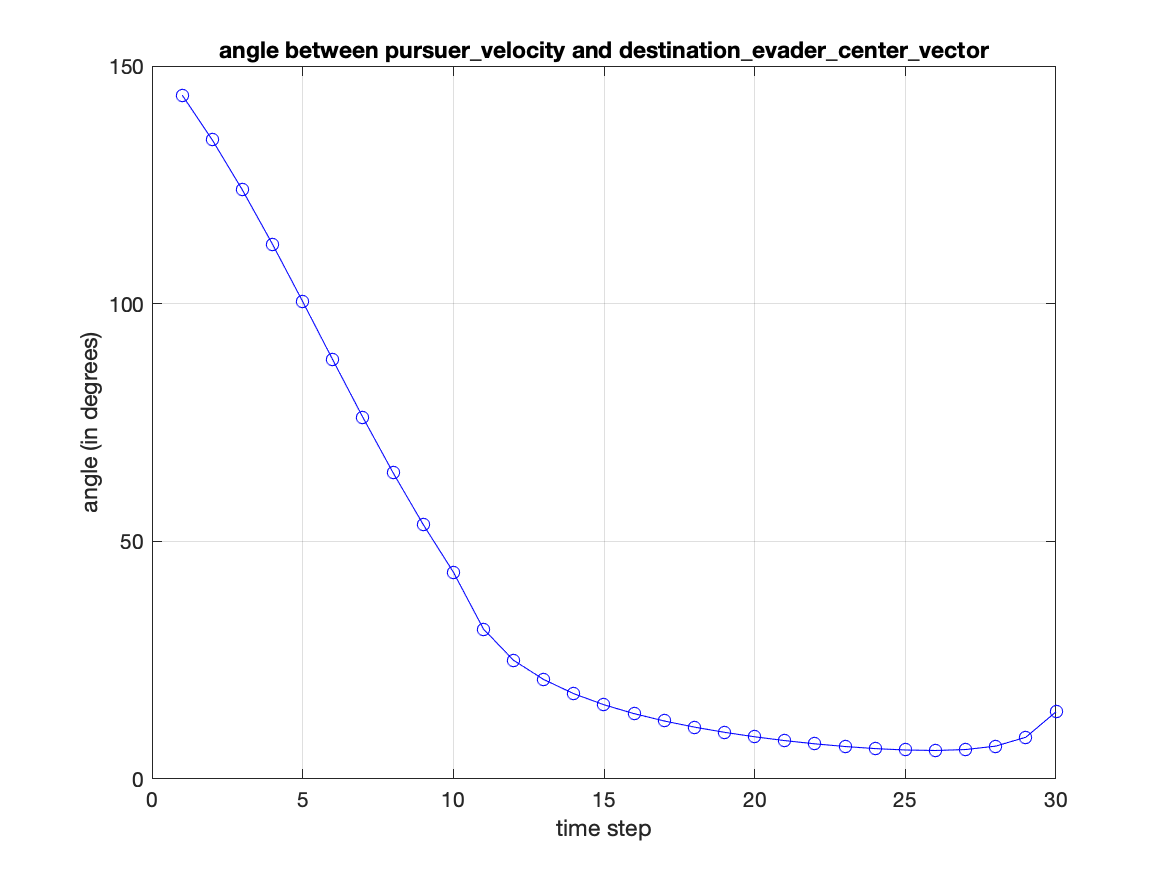 angle between pursuer_velocity and destination_evader_center_vector
150
100
50
0
angle (in degrees)
0 5 10 15 20 25 30
time step